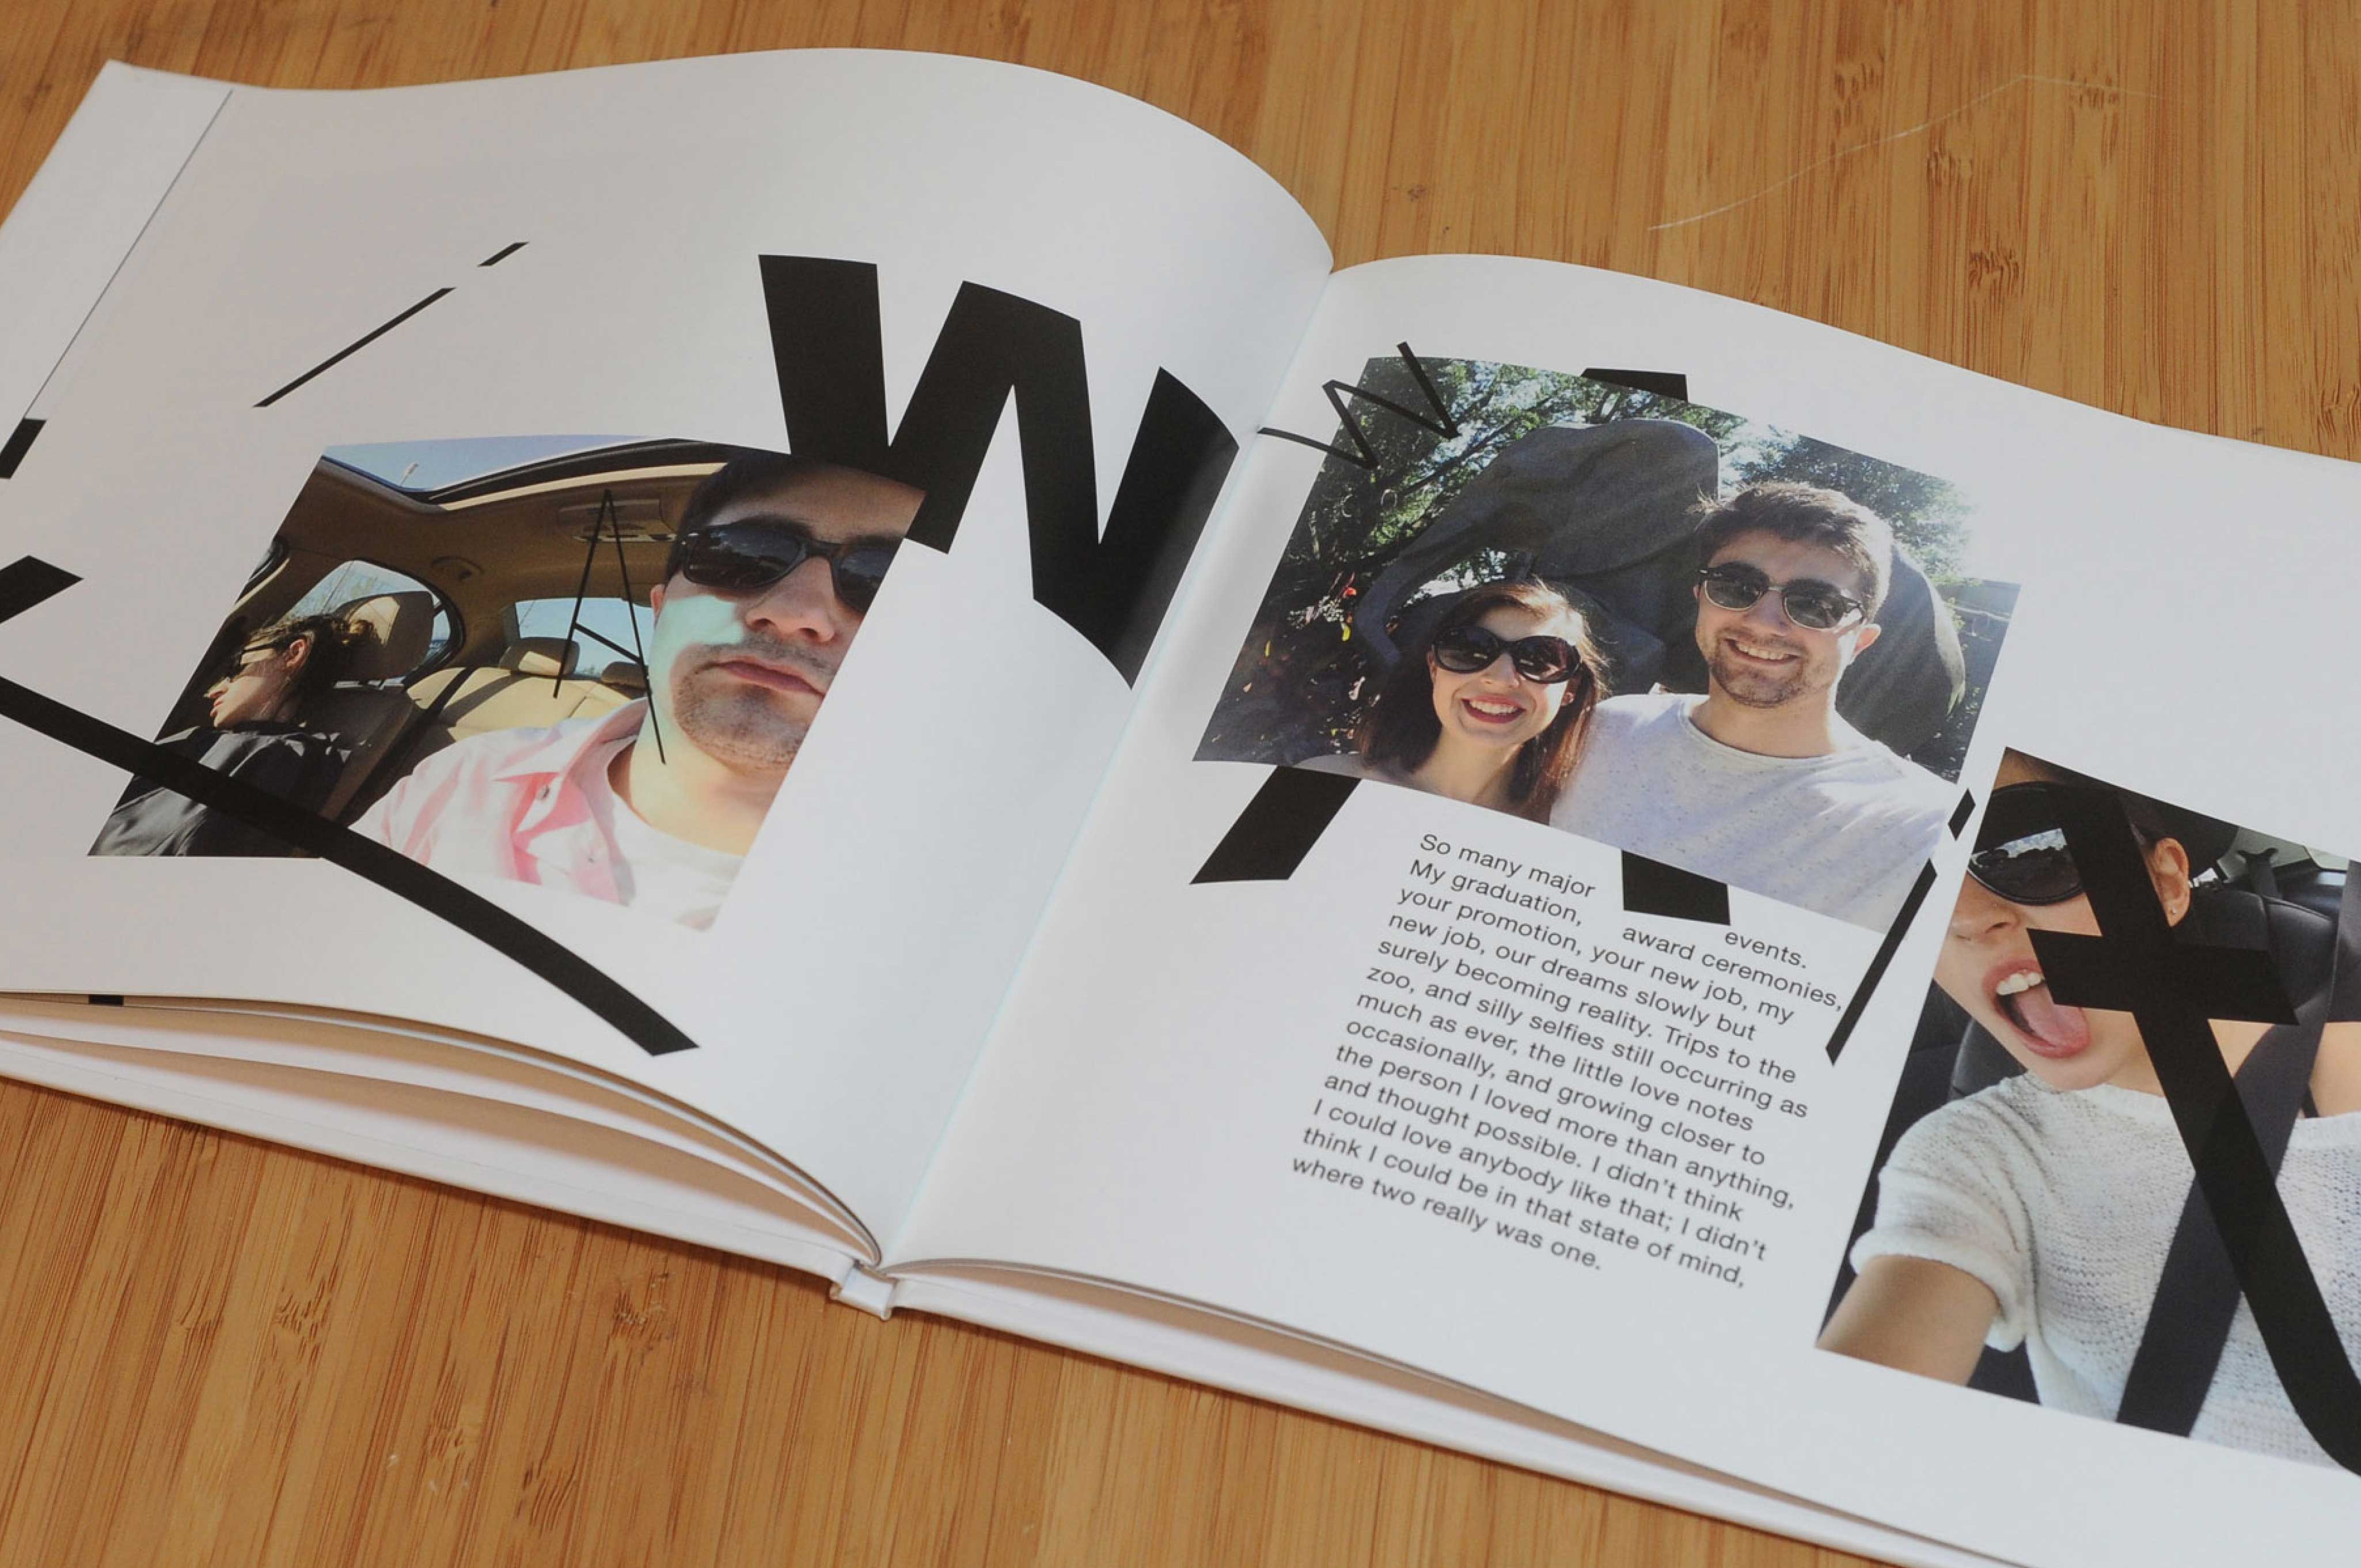 W
A
w
A
i
t
So many major events.
My graduation, award ceremonies,
your promotion, your new job, my
new job, our dreams slowly but
surely becoming reality. Trips to the
zoo, and silly selfies still occurring as
much as ever, the little love notes
occasionally, and growing closer to
the person I loved more than anything,
and thought possible. I didn't think
I could love anybody like that; I didn't
think I could be in that state of mind,
where two really was one.